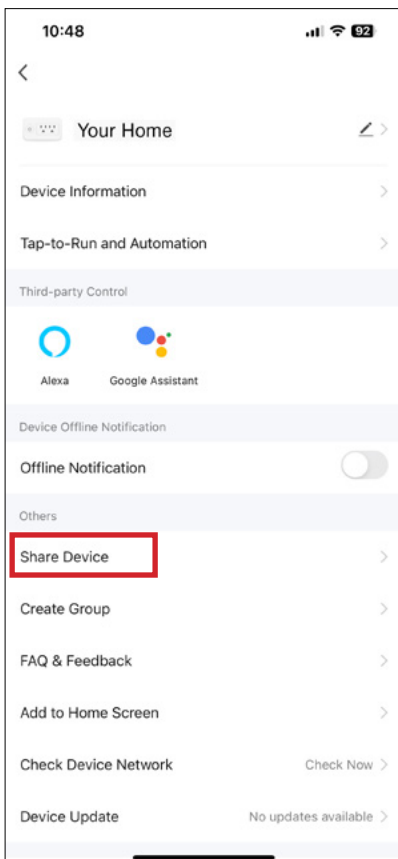 10:48
92
Your Home
Device Information
Tap-to-Run and Automation
Third-party Control
Alexa Google Assistant
Device Offline Notification
Offline Notification
Others
Share Device
Create Group
FAQ & Feedback
Add to Home Screen
Check Device Network Check Now
Device Update No updates available